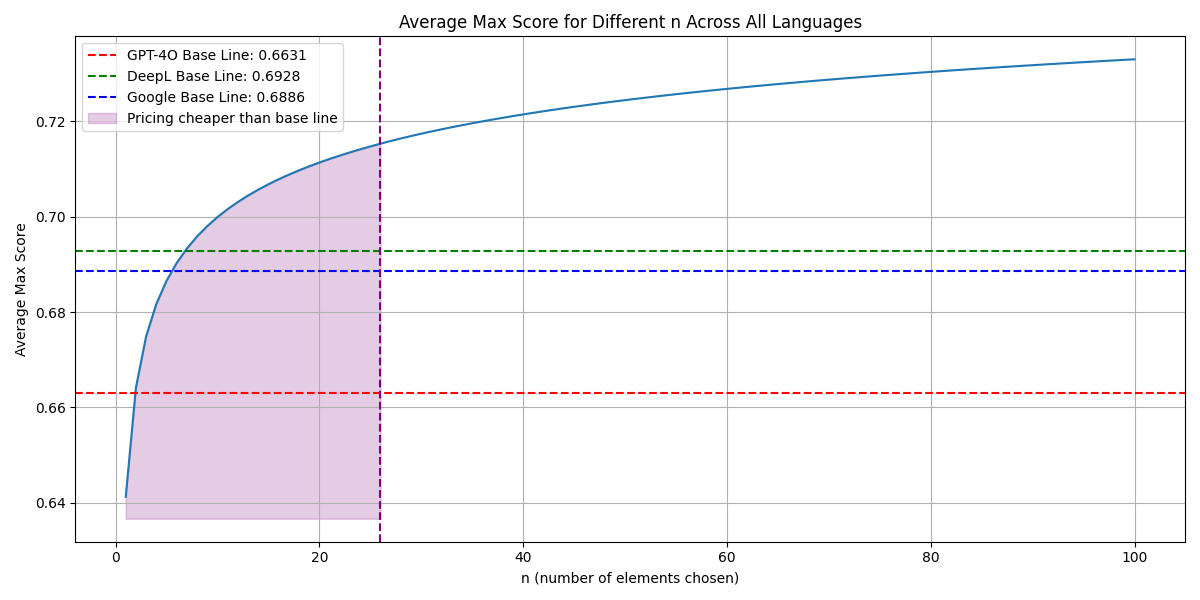 Average Max Score for Different n Across All Languages
GPT-4O Base Line: 0.6631
DeepL Base Line: 0.6928
Google Base Line: 0.6886
Pricing cheaper than base line
Average Max Score
0.72
0.70
0.68
0.66
0.64
0 20 40 60 80 100
n (number of elements chosen)